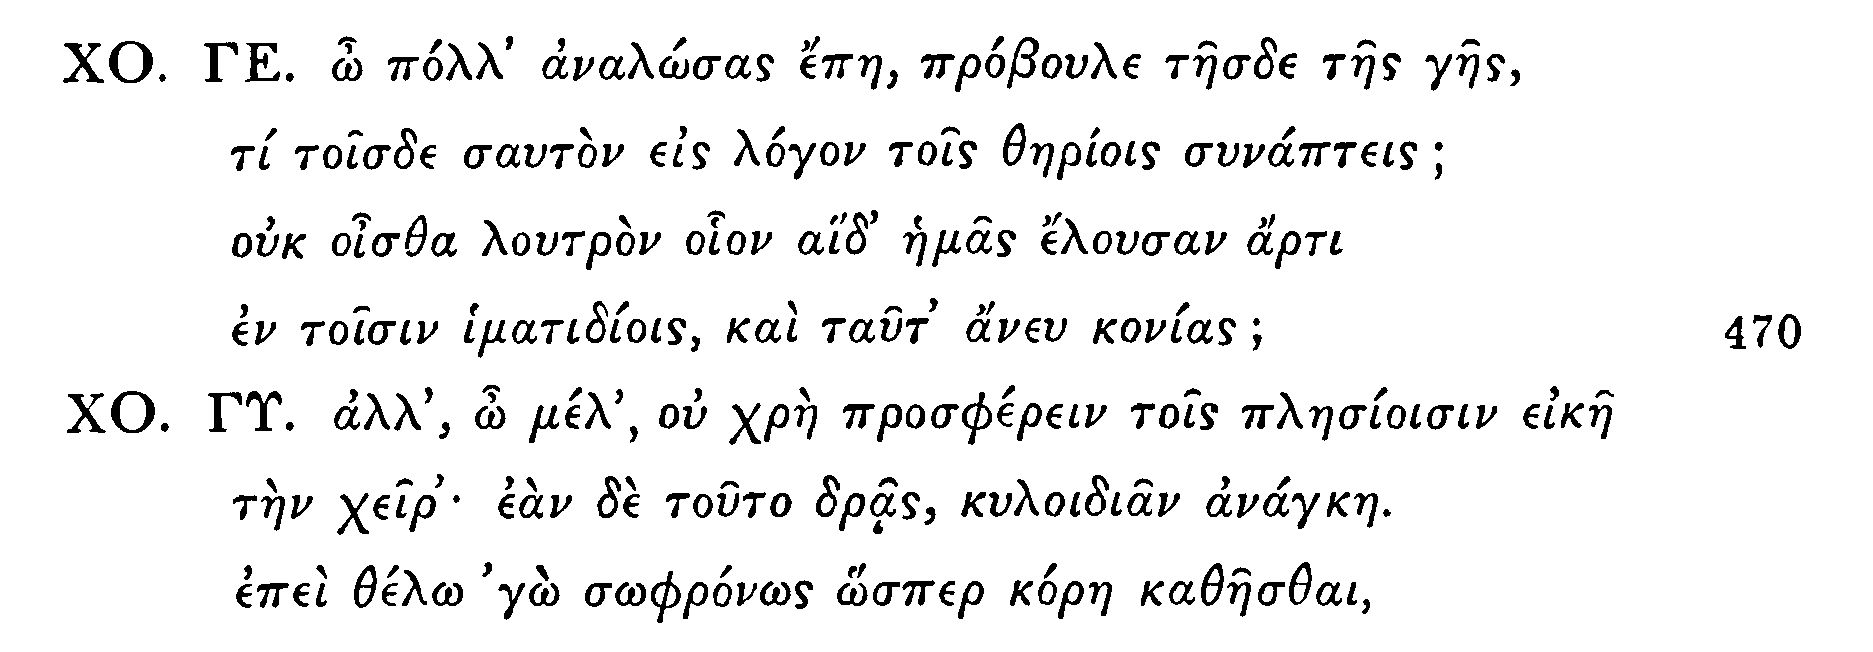 ΧΟ. ΓΕ. ὦ πόλλ’ ἀναλώσας ἔπη, πρόβουλε τῆσδε τῆς γῆς,
τί τοῖσδε σαυτὸν εἰς λόγον τοῖς θηρίοις συνάπτεις ;
οὐκ οἶσθα λουτρὸν οἷον αἵδ’ ἡμᾶς ἔλουσαν ἄρτι
ἐν τοῖσιν ἱματιδίοις, καὶ ταῦτ’ ἄνευ κονίας ; 470
ΧΟ. ΓΥ. ἀλλ’, ὦ μέλ’, οὐ χρὴ προσφέρειν τοῖς πλησίοισιν εἰκῆ
τὴν χεῖρ’· ἐὰν δὲ τοῦτο δρᾷς, κυλοιδιᾶν ἀνάγκη.
ἐπεὶ θέλω ’γὼ σωφρόνως ὥσπερ κόρη καθῆσθαι,